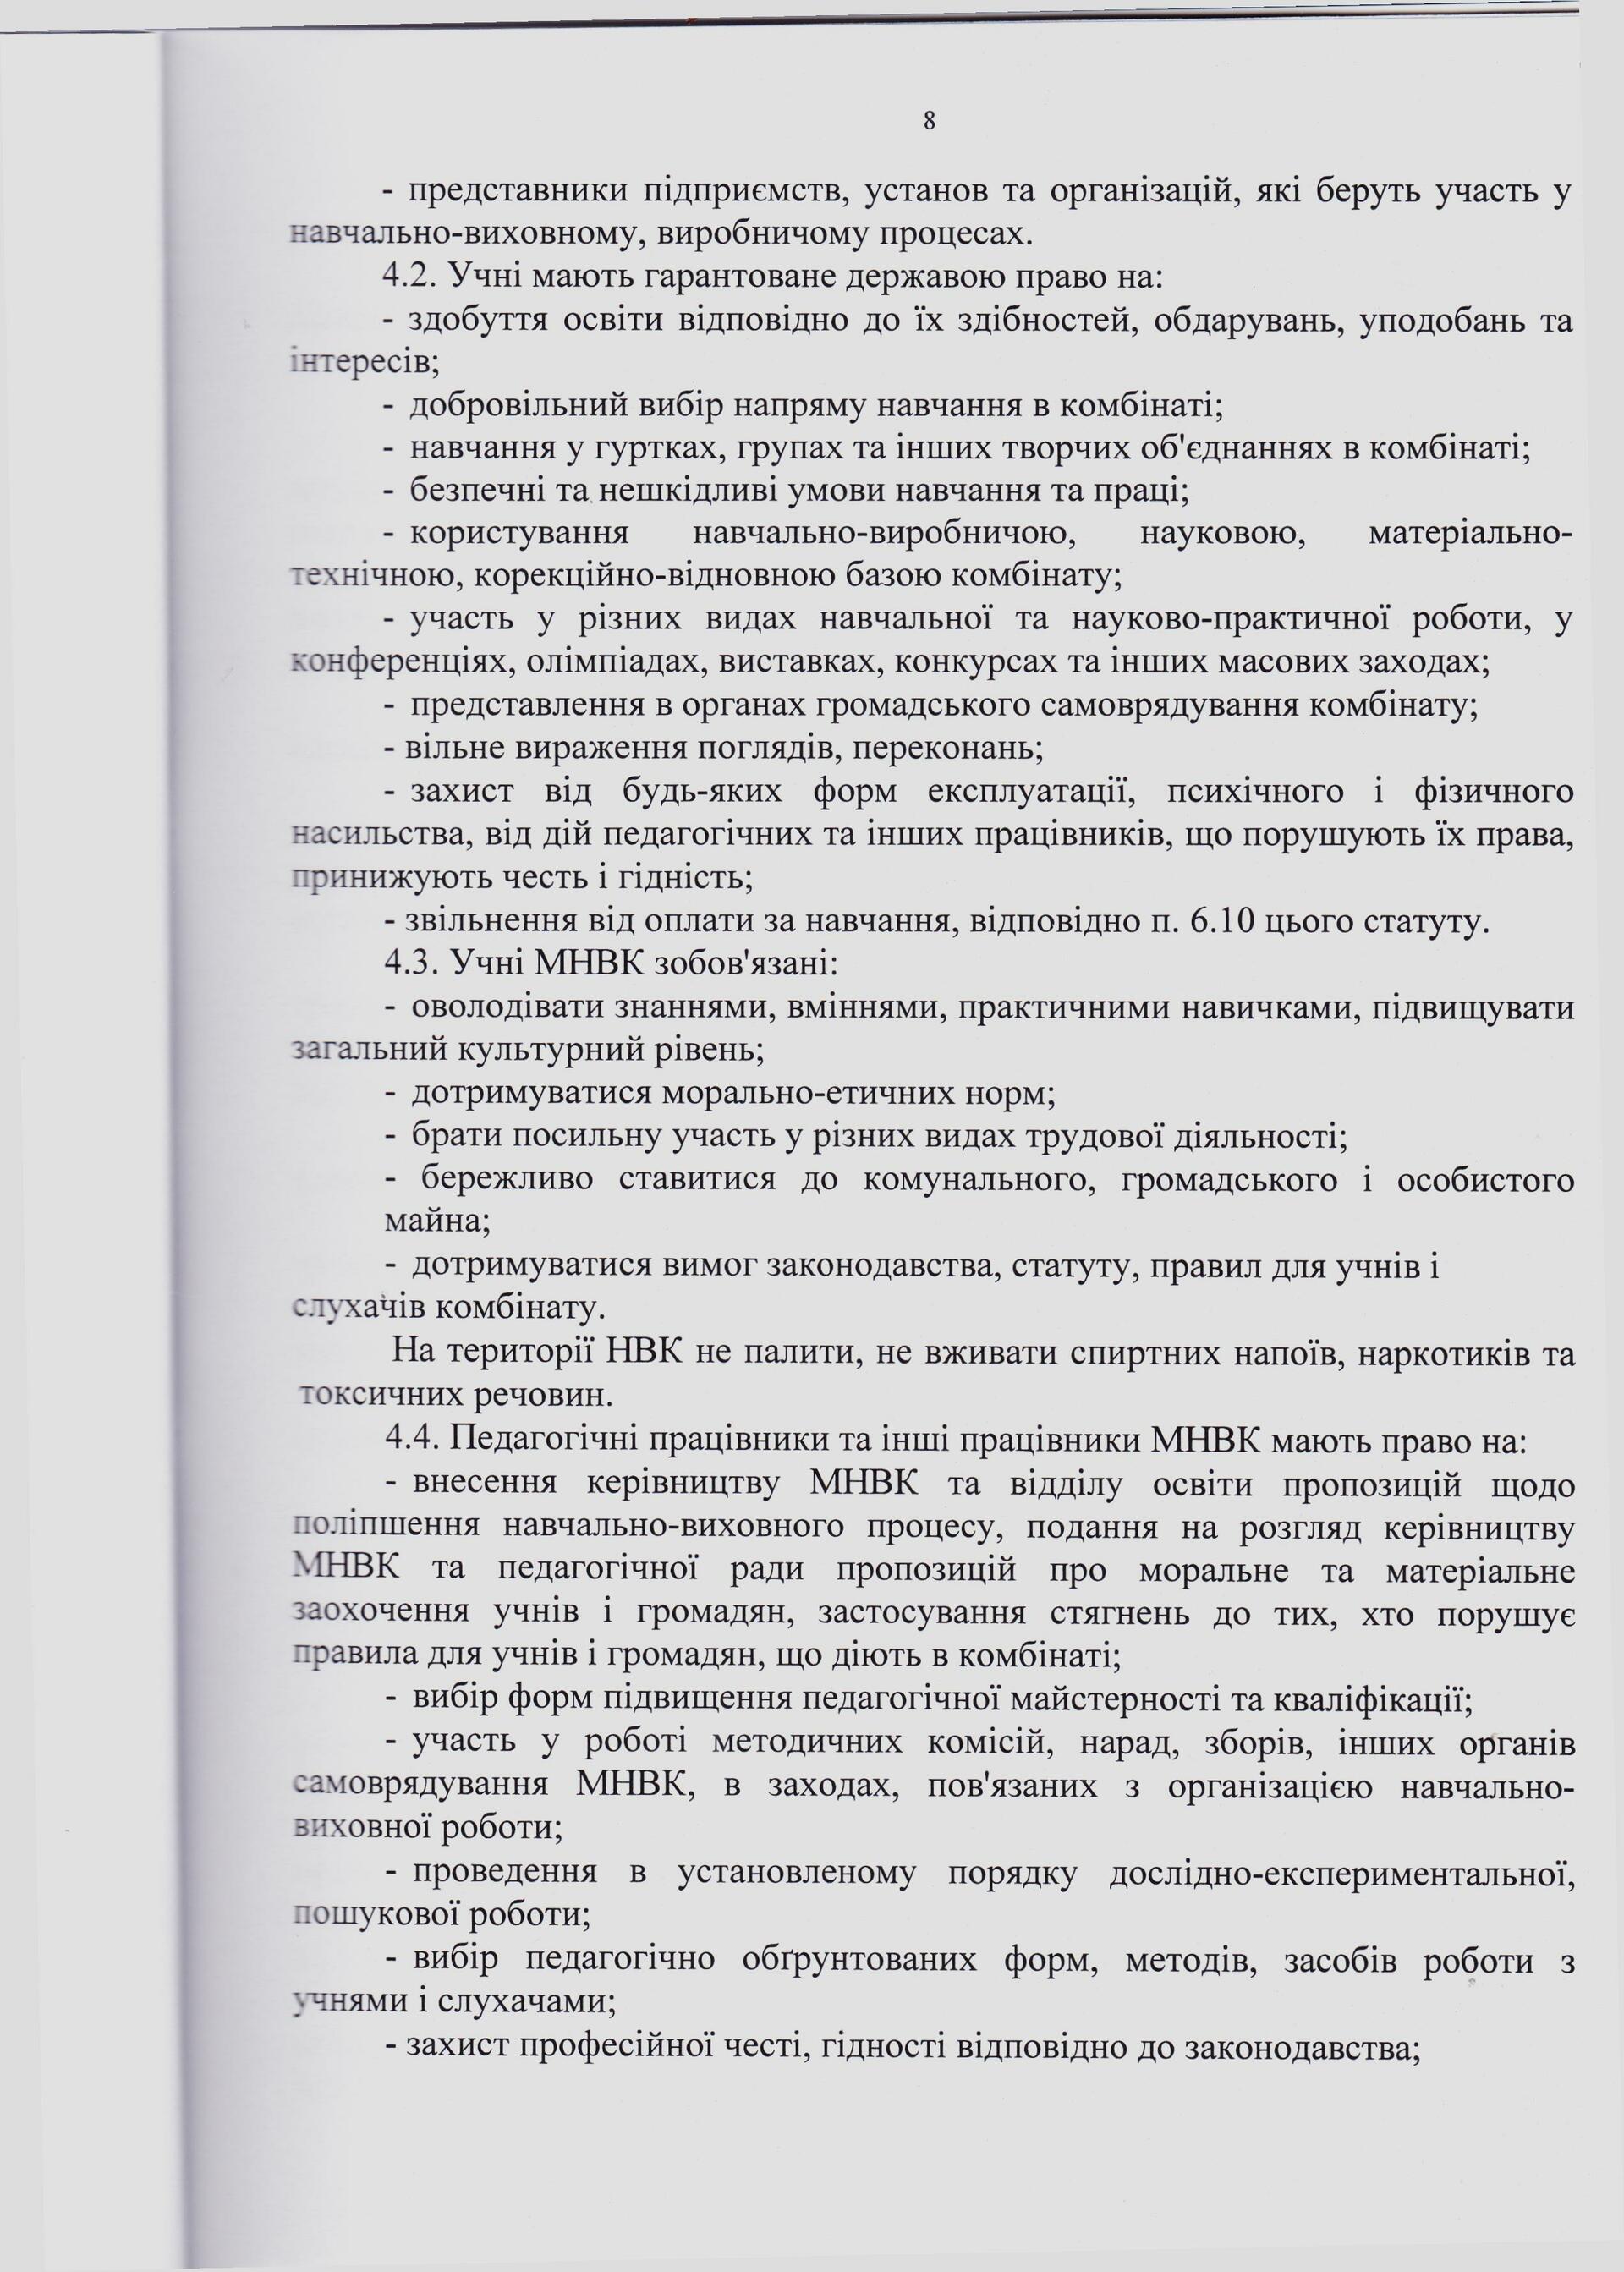 8
- представники підприємств, установ та організацій, які беруть участь у
навчально-виховному, виробничому процесах.
4.2. Учні мають гарантоване державою право на:
- здобуття освіти відповідно до їх здібностей, обдарувань, уподобань та
інтересів;
- добровільний вибір напряму навчання в комбінаті;
- навчання у гуртках, групах та інших творчих об'єднаннях в комбінаті;
- безпечні та нешкідливі умови навчання та праці;
- користування навчально-виробничою, науковою, матеріально-
технічною, корекційно-відновною базою комбінату;
- участь у різних видах навчальної та науково-практичної роботи, у
конференціях, олімпіадах, виставках, конкурсах та інших масових заходах;
- представлення в органах громадського самоврядування комбінату;
- вільне вираження поглядів, переконань;
- захист від будь-яких форм експлуатації, психічного і фізичного
насильства, від дій педагогічних та інших працівників, що порушують їх права,
принижують честь і гідність;
- звільнення від оплати за навчання, відповідно п. 6.10 цього статуту.
4.3. Учні МНВК зобов'язані:
- оволодівати знаннями, вміннями, практичними навичками, підвищувати
загальний культурний рівень;
- дотримуватися морально-етичних норм;
- брати посильну участь у різних видах трудової діяльності;
- бережливо ставитися до комунального, громадського і особистого
майна;
- дотримуватися вимог законодавства, статуту, правил для учнів і
слухачів комбінату.
На території НВК не палити, не вживати спиртних напоїв, наркотиків та
токсичних речовин.
4.4. Педагогічні працівники та інші працівники МНВК мають право на:
- внесення керівництву МНВК та відділу освіти пропозицій щодо
поліпшення навчально-виховного процесу, подання на розгляд керівництву
МНВК та педагогічної ради пропозицій про моральне та матеріальне
заохочення учнів і громадян, застосування стягнень до тих, хто порушує
правила для учнів і громадян, що діють в комбінаті;
- вибір форм підвищення педагогічної майстерності та кваліфікації;
- участь у роботі методичних комісій, нарад, зборів, інших органів
самоврядування МНВК, в заходах, пов'язаних з організацією навчально-
виховної роботи;
- проведення в установленому порядку дослідно-експериментальної,
пошукової роботи;
- вибір педагогічно обґрунтованих форм, методів, засобів роботи з
учнями і слухачами;
- захист професійної честі, гідності відповідно до законодавства;